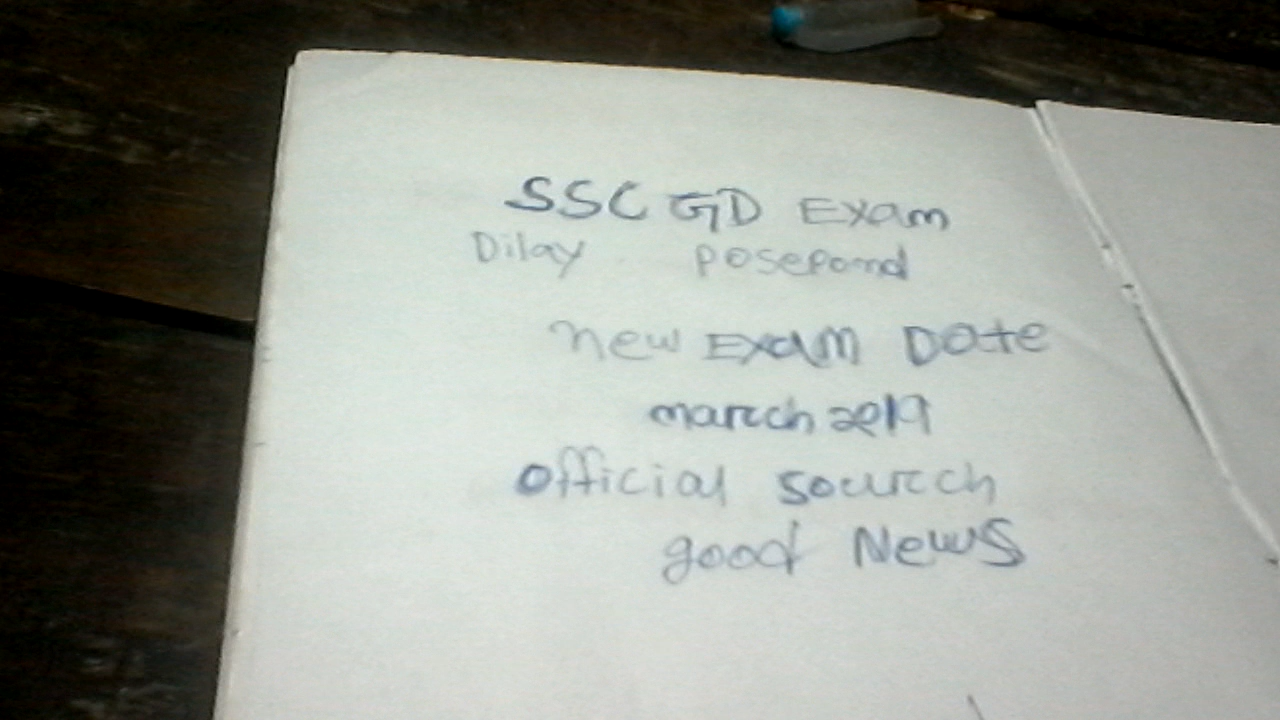 SSC GD Exam
Dilay posepond
new Exam Date
march 2019
official sourch
good News